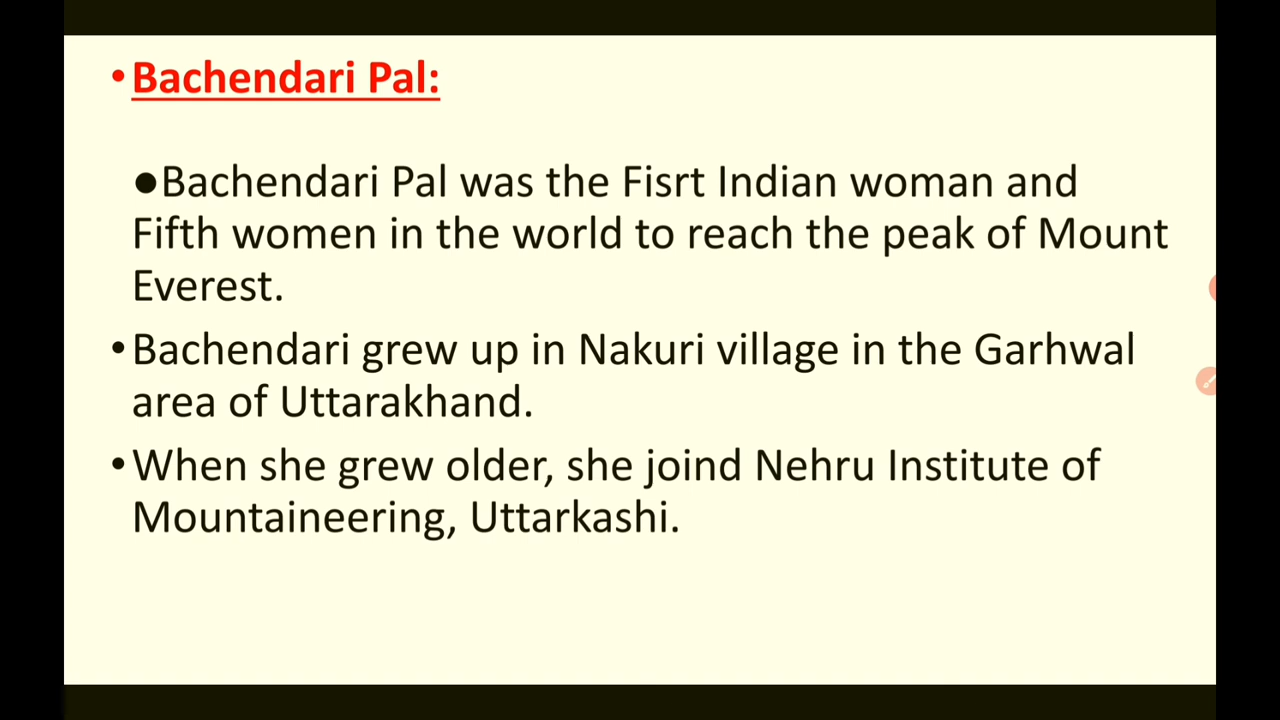 •Bachendari Pal:
●Bachendari Pal was the Fisrt Indian woman and
Fifth women in the world to reach the peak of Mount
Everest.
•Bachendari grew up in Nakuri village in the Garhwal
area of Uttarakhand.
•When she grew older, she joind Nehru Institute of
Mountaineering, Uttarkashi.